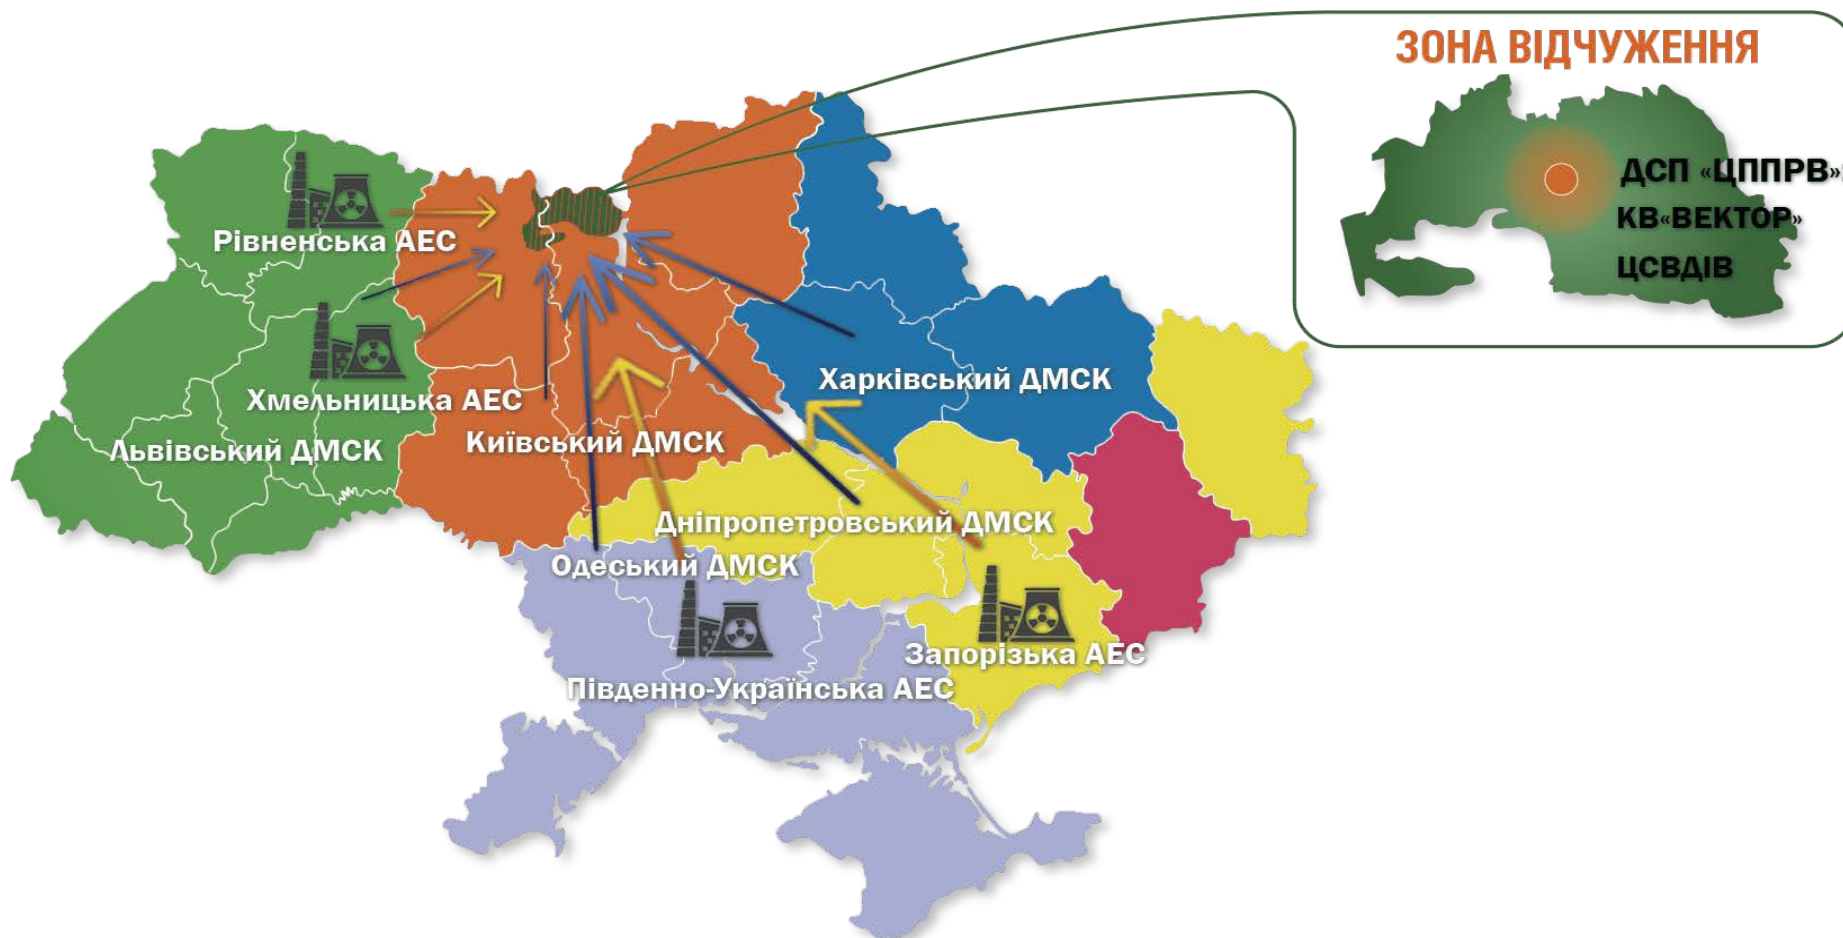 ЗОНА ВІДЧУЖЕННЯ
ДСП «ЦППРВ»
КВ«ВЕКТОР»
ЦСВДІВ
Рівненська АЕС
Хмельницька АЕС
Львівський ДМСК
Київський ДМСК
Харківський ДМСК
Дніпропетровський ДМСК
Одеський ДМСК
Запорізька АЕС
Південно-Українська АЕС